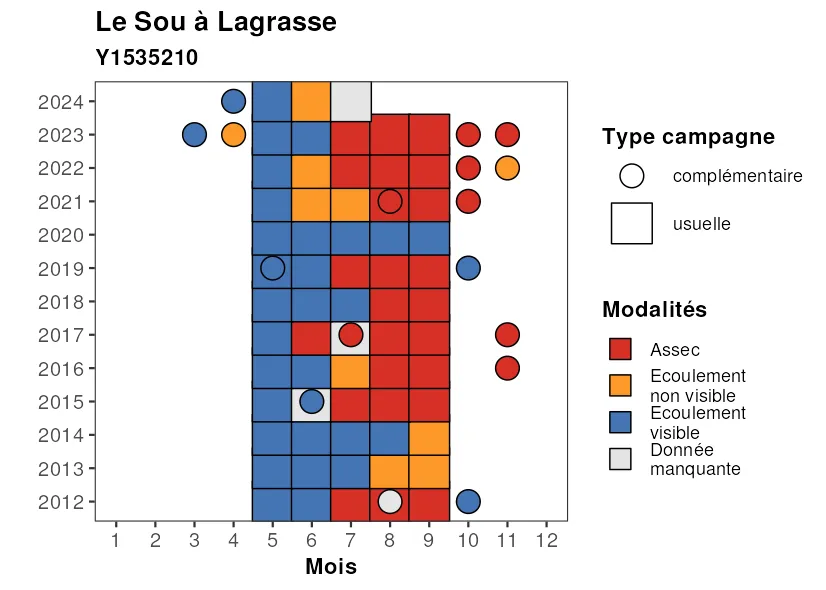 Le Sou à Lagrasse
Y1535210
2024
2023
2022
2021
2020
2019
2018
2017
2016
2015
2014
2013
2012
1 2 3 4 5 6 7 8 9 10 11 12
Mois
Type campagne
complémentaire
usuelle
Modalités
Assec
Ecoulement
non visible
Ecoulement
visible
Donnée
manquante